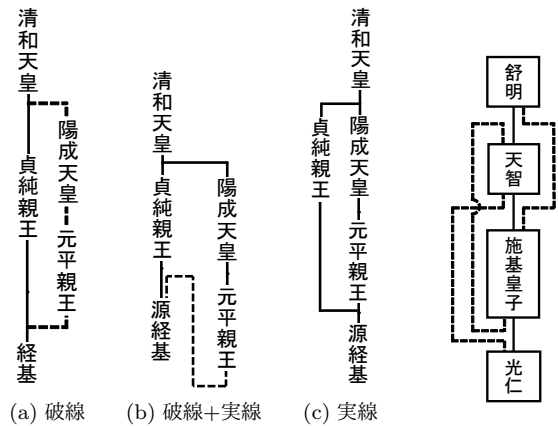 清和天皇
陽成天皇
貞純親王
元平親王
経基
(a) 破線
清和天皇
貞純親王
陽成天皇
源経基
元平親王
(b) 破線+実線
清和天皇
貞純親王
陽成天皇
元平親王
源経基
(c) 実線
舒明
天智
施基皇子
光仁